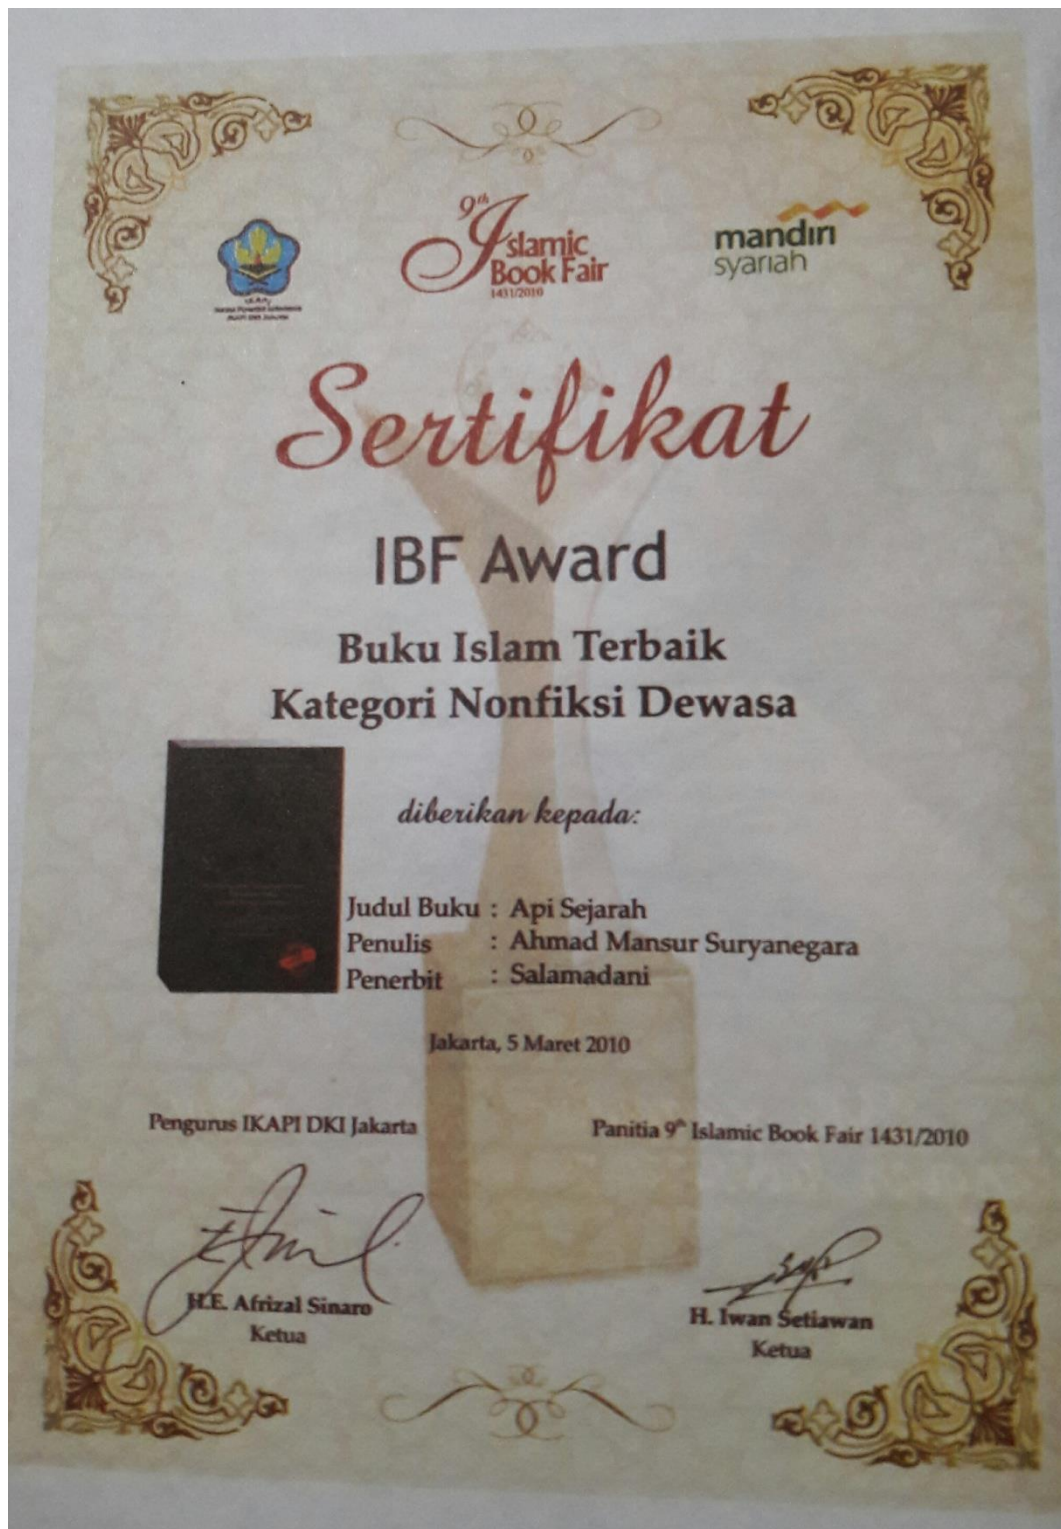 9th Islamic
Book Fair
1431/2010
mandiri
syariah
IKAPI
Sertifikat
IBF Award
Buku Islam Terbaik
Kategori Nonfiksi Dewasa
diberikan kepada:
Judul Buku : Api Sejarah
Penulis : Ahmad Mansur Suryanegara
Penerbit : Salamadani
Jakarta, 5 Maret 2010
Pengurus IKAPI DKI Jakarta
Panitia 9th Islamic Book Fair 1431/2010
H.E. Afrizal Sinaro
Ketua
H. Iwan Setiawan
Ketua